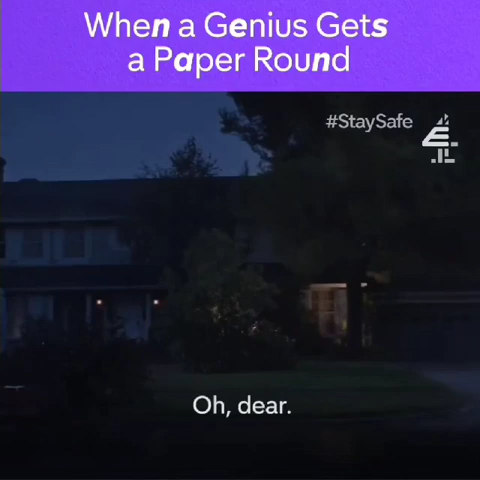 When a Genius Gets
a Paper Round
#StaySafe
4
Oh, dear.